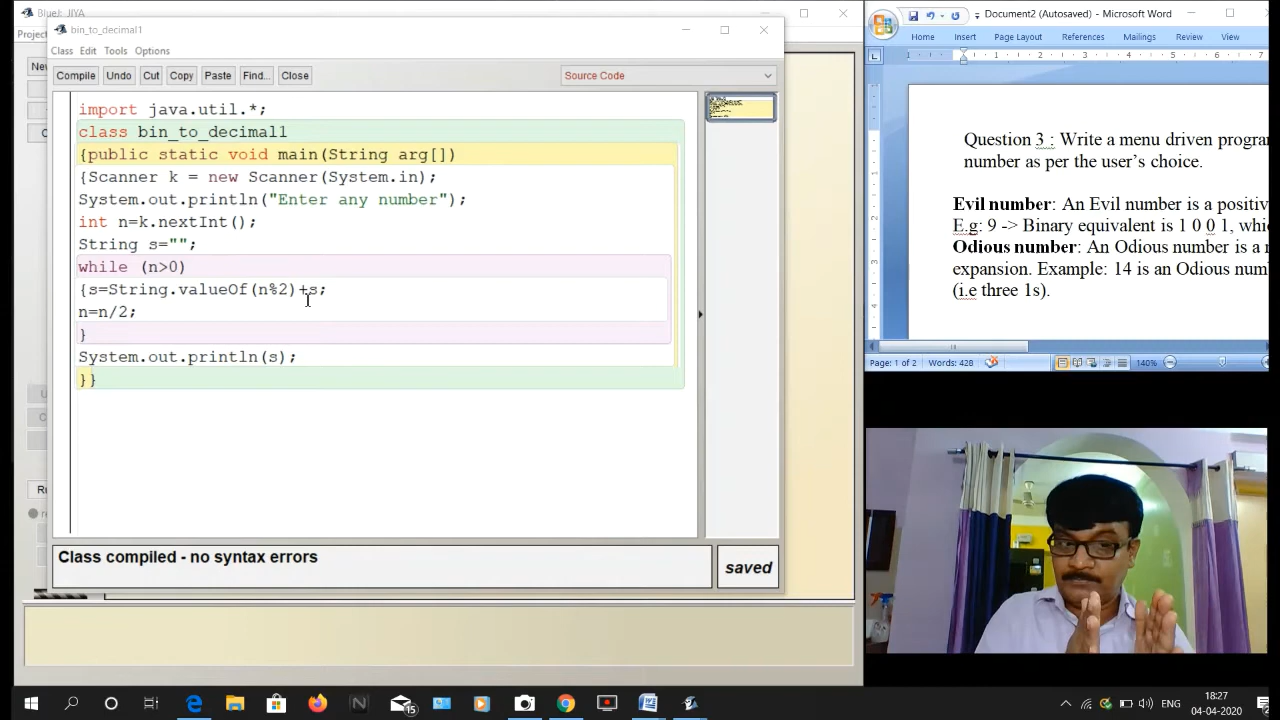 BlueJ: JIYA
bin_to_decimal1
Class Edit Tools Options
Compile Undo Cut Copy Paste Find... Close
Source Code
import java.util.*;
class bin_to_decimal1
{public static void main(String arg[])
{Scanner k = new Scanner(System.in);
System.out.println("Enter any number");
int n=k.nextInt();
String s="";
while (n>0)
{s=String.valueOf(n%2)+s;
n=n/2;
}
System.out.println(s);
}}
Class compiled - no syntax errors
saved
Document2 (Autosaved) - Microsoft Word
Home Insert Page Layout References Mailings Review View
Question 3 : Write a menu driven progra
number as per the user's choice.
Evil number: An Evil number is a positiv
E.g: 9 -> Binary equivalent is 1 0 0 1, whic
Odious number: An Odious number is a
expansion. Example: 14 is an Odious num
(i.e three 1s).
Page: 1 of 2 Words: 428 140%
15
18:27
04-04-2020